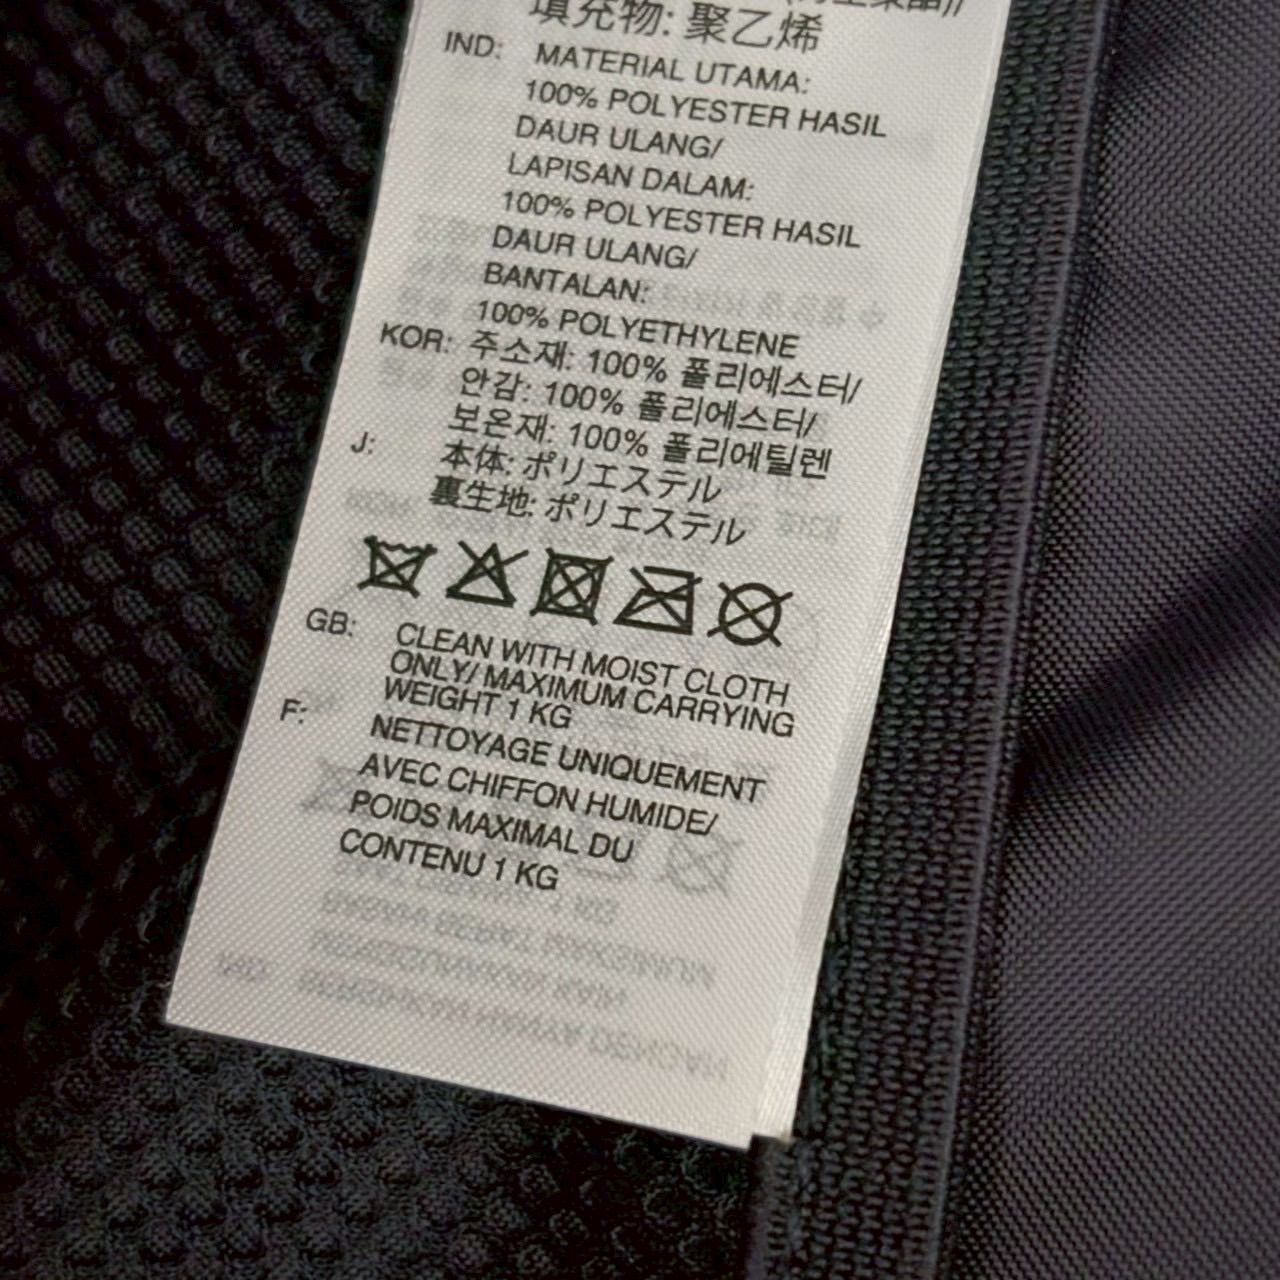 填充物: 聚乙烯
IND: MATERIAL UTAMA:
100% POLYESTER HASIL
DAUR ULANG/
LAPISAN DALAM:
100% POLYESTER HASIL
DAUR ULANG/
BANTALAN:
100% POLYETHYLENE
KOR: 주소재: 100% 폴리에스터/
안감: 100% 폴리에스터/
보온재: 100% 폴리에틸렌
J: 本体: ポリエステル
裏生地: ポリエステル
GB: CLEAN WITH MOIST CLOTH
ONLY/ MAXIMUM CARRYING
WEIGHT 1 KG
F: NETTOYAGE UNIQUEMENT
AVEC CHIFFON HUMIDE/
POIDS MAXIMAL DU
CONTENU 1 KG